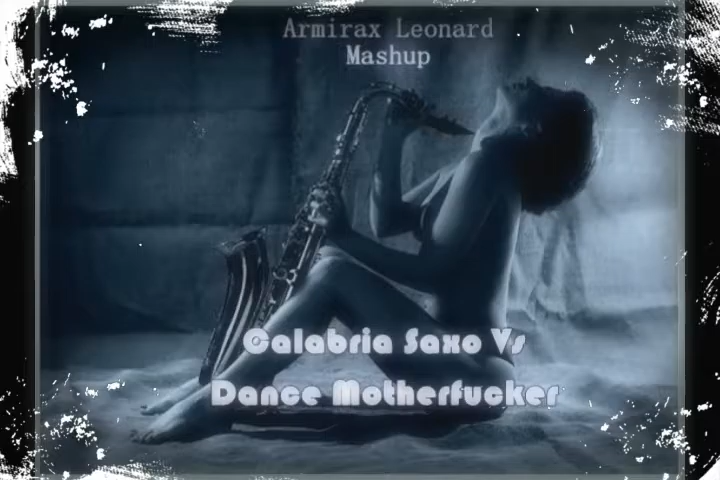 Armirax Leonard
Mashup
Calabria Saxo Vs
Dance Motherfucker